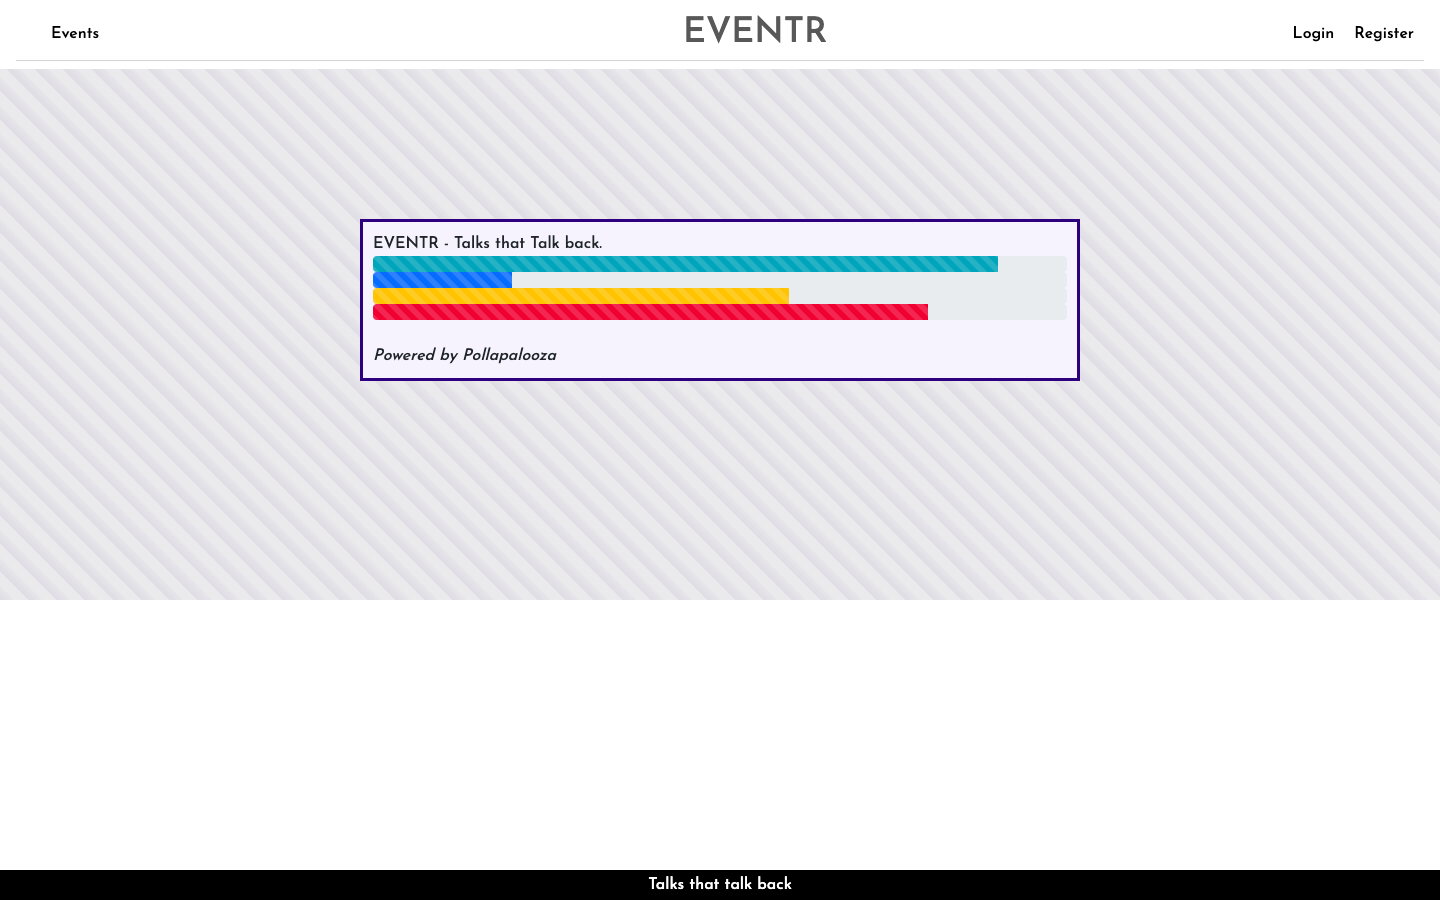 Events
EVENTR
Login
Register
EVENTR - Talks that Talk back.
Powered by Pollapalooza
Talks that talk back